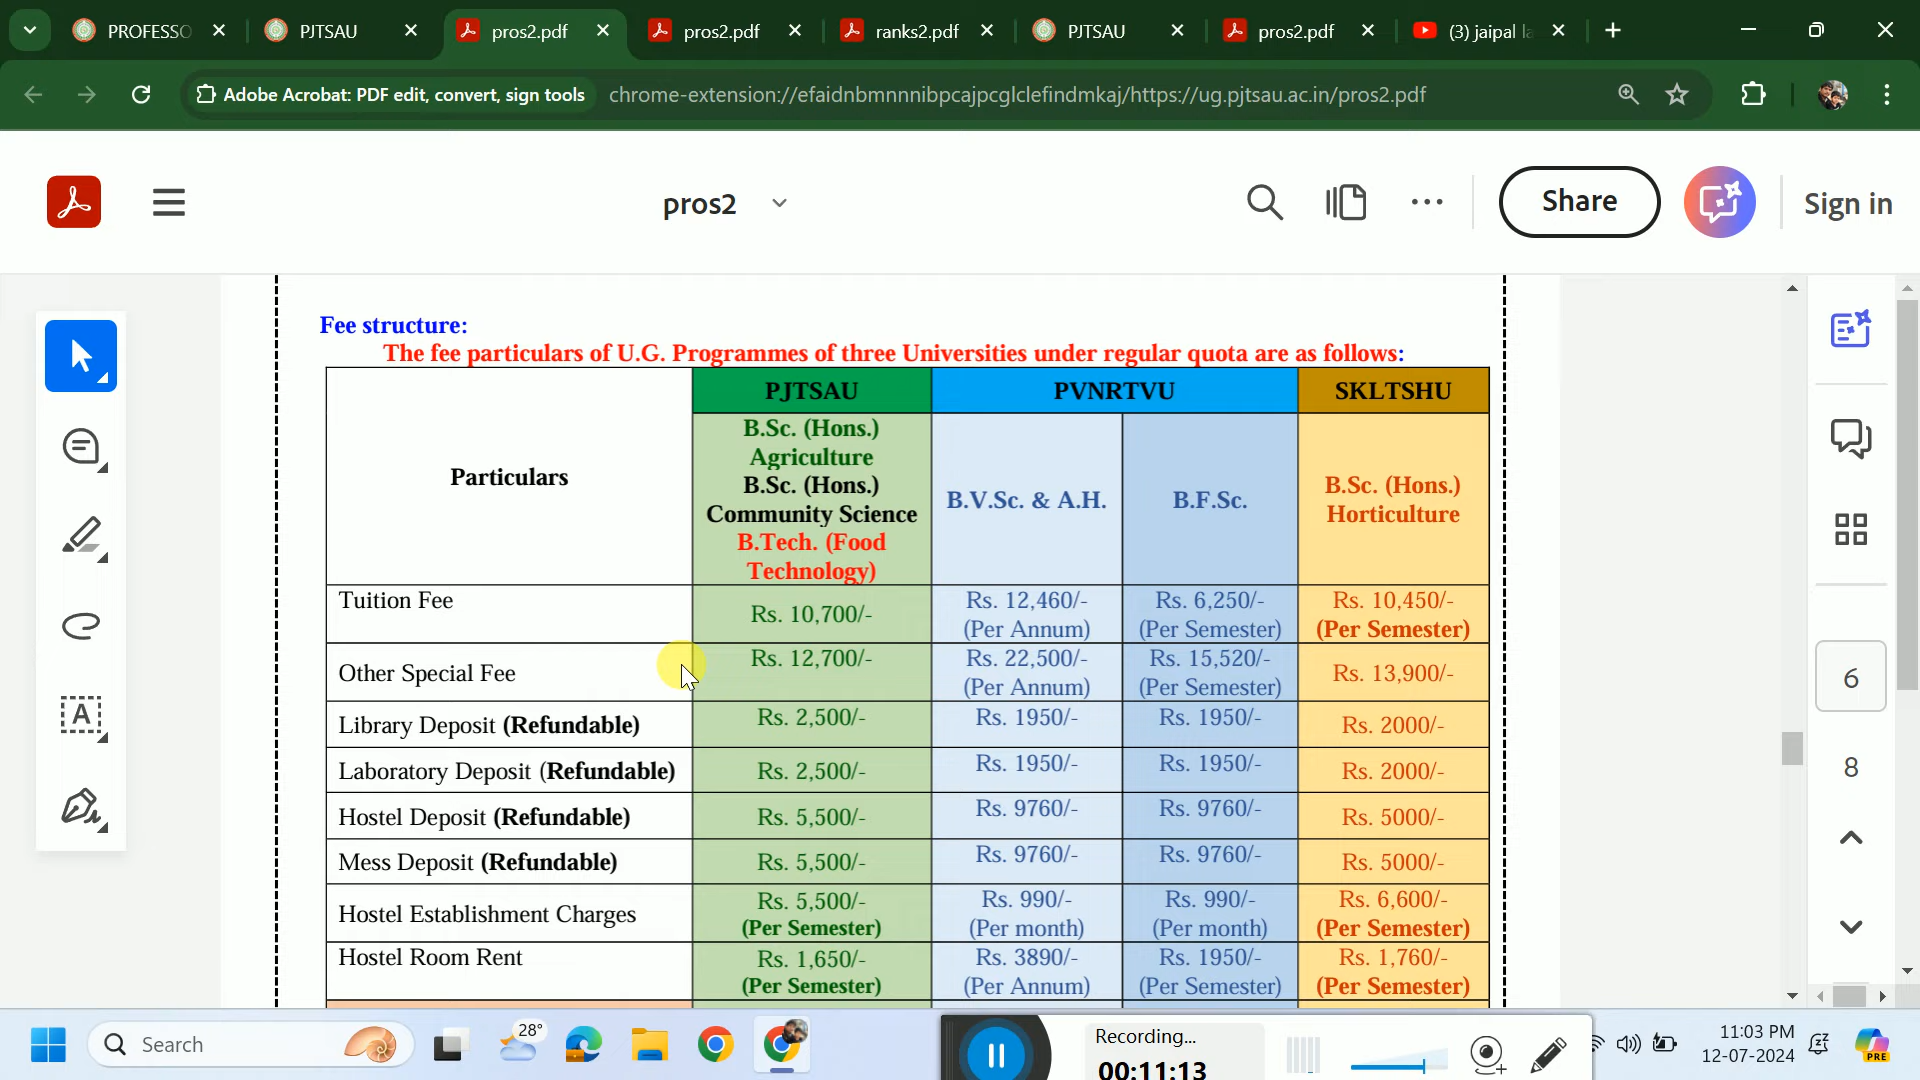 PROFESSO
PJTSAU
pros2.pdf
pros2.pdf
ranks2.pdf
PJTSAU
pros2.pdf
(3) jaipal la
Adobe Acrobat: PDF edit, convert, sign tools
chrome-extension://efaidnbmnnnibpcajpcglclefindmkaj/https://ug.pjtsau.ac.in/pros2.pdf
pros2
Share
Sign in
Fee structure:
The fee particulars of U.G. Programmes of three Universities under regular quota are as follows:
Particulars
PJTSAU
PVNRTVU
SKLTSHU
B.Sc. (Hons.)
Agriculture
B.Sc. (Hons.)
Community Science
B.Tech. (Food
Technology)
B.V.Sc. & A.H.
B.F.Sc.
B.Sc. (Hons.)
Horticulture
Tuition Fee
Rs. 10,700/-
Rs. 12,460/-
(Per Annum)
Rs. 6,250/-
(Per Semester)
Rs. 10,450/-
(Per Semester)
Other Special Fee
Rs. 12,700/-
Rs. 22,500/-
(Per Annum)
Rs. 15,520/-
(Per Semester)
Rs. 13,900/-
Library Deposit (Refundable)
Rs. 2,500/-
Rs. 1950/-
Rs. 1950/-
Rs. 2000/-
Laboratory Deposit (Refundable)
Rs. 2,500/-
Rs. 1950/-
Rs. 1950/-
Rs. 2000/-
Hostel Deposit (Refundable)
Rs. 5,500/-
Rs. 9760/-
Rs. 9760/-
Rs. 5000/-
Mess Deposit (Refundable)
Rs. 5,500/-
Rs. 9760/-
Rs. 9760/-
Rs. 5000/-
Hostel Establishment Charges
Rs. 5,500/-
(Per Semester)
Rs. 990/-
(Per month)
Rs. 990/-
(Per month)
Rs. 6,600/-
(Per Semester)
Hostel Room Rent
Rs. 1,650/-
(Per Semester)
Rs. 3890/-
(Per Annum)
Rs. 1950/-
(Per Semester)
Rs. 1,760/-
(Per Semester)
6
8
Search
28°
Recording...
00:11:13
11:03 PM
12-07-2024
PRE